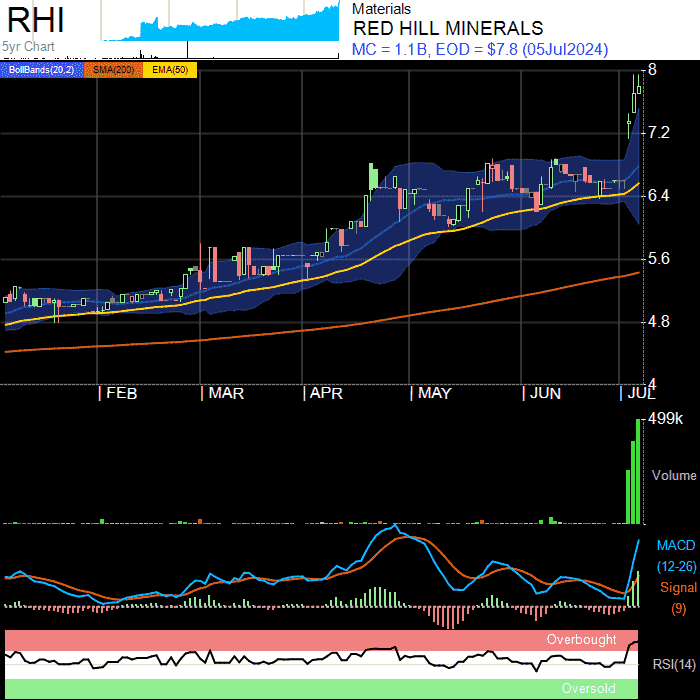 RHI
5yr Chart
Materials
RED HILL MINERALS
MC = 1.1B, EOD = $7.8 (05Jul2024)
BollBands(20,2) SMA(200) EMA(50)
8
7.2
6.4
5.6
4.8
4
FEB MAR APR MAY JUN JUL
499k
Volume
MACD
(12-26)
Signal
(9)
Overbought
RSI(14)
Oversold